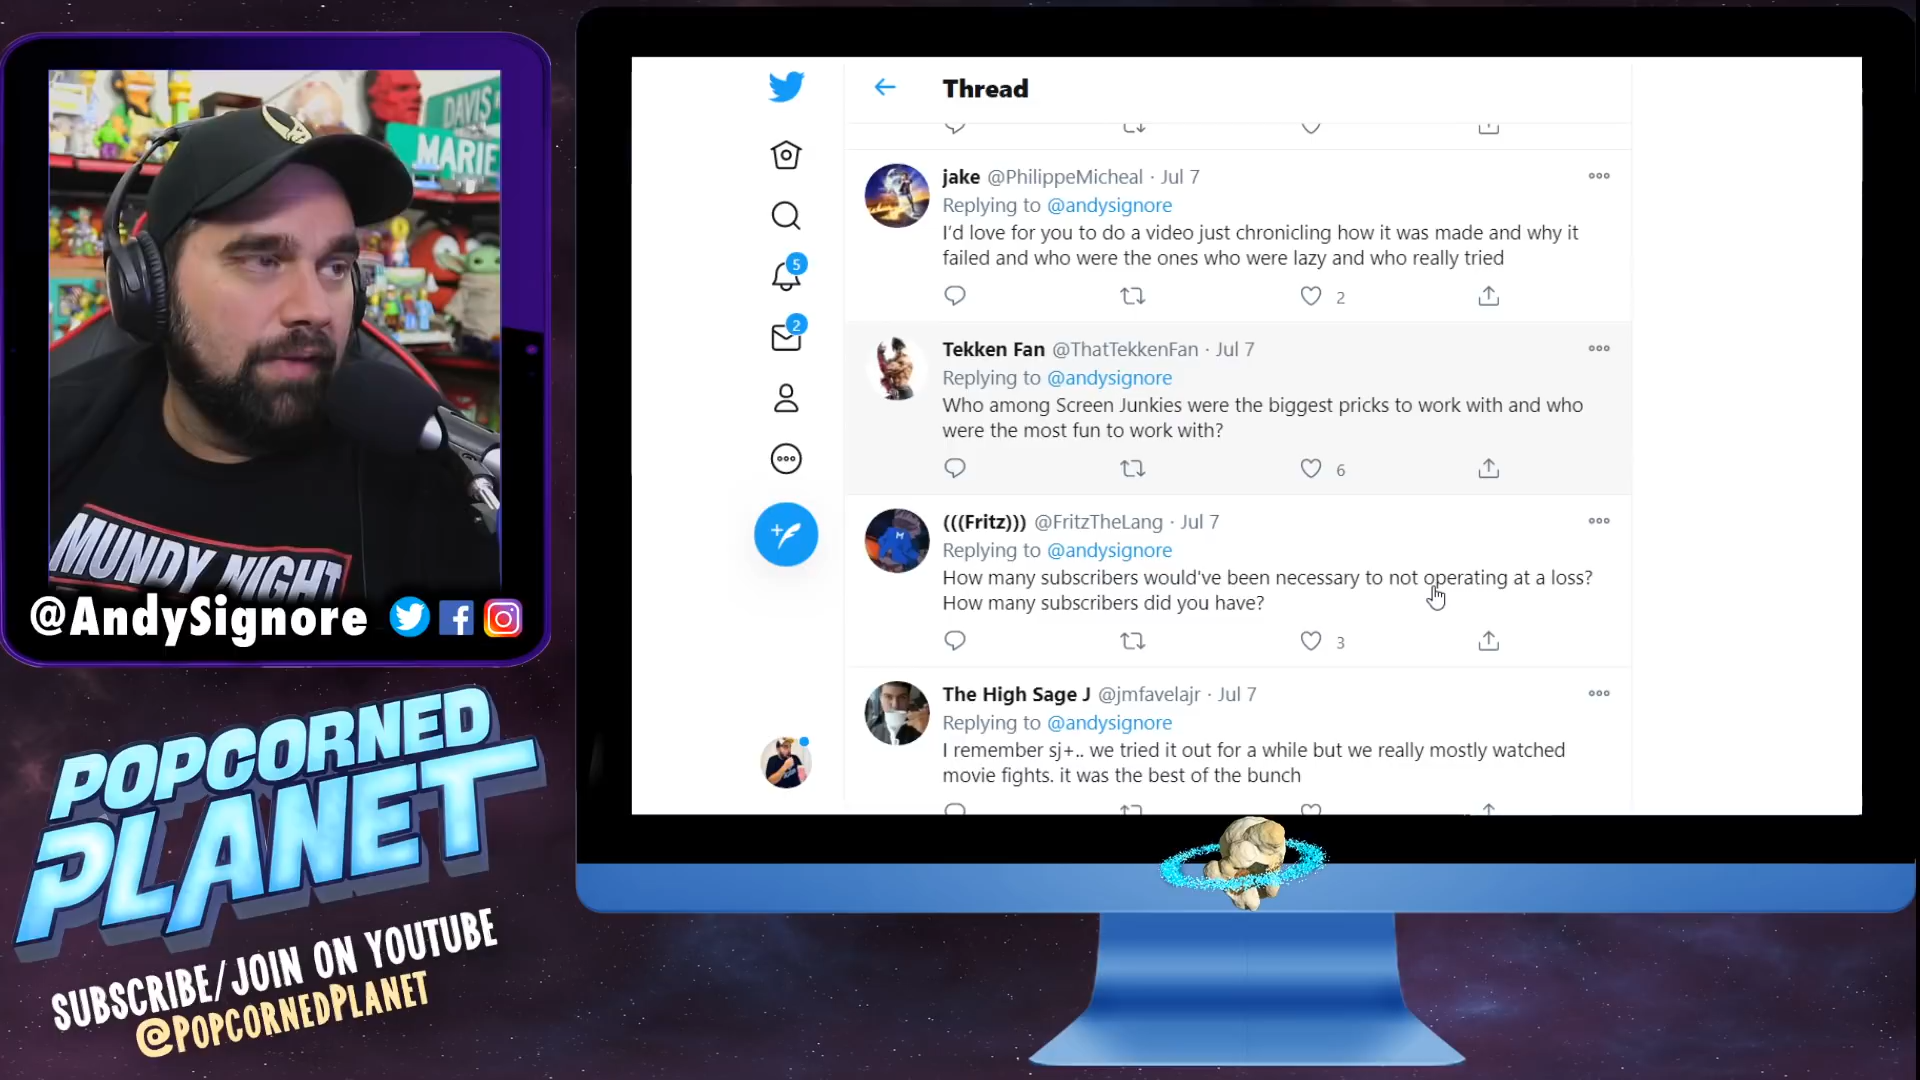 DAVIS
MARIE
MUNDY NIGHT
@AndySignore
POPCORNED
PLANET
SUBSCRIBE/JOIN ON YOUTUBE
@POPCORNEDPLANET
Thread
5
2
jake @PhilippeMicheal · Jul 7
Replying to @andysignore
I'd love for you to do a video just chronicling how it was made and why it
failed and who were the ones who were lazy and who really tried
2
Tekken Fan @ThatTekkenFan · Jul 7
Replying to @andysignore
Who among Screen Junkies were the biggest pricks to work with and who
were the most fun to work with?
6
(((Fritz))) @FritzTheLang · Jul 7
Replying to @andysignore
How many subscribers would've been necessary to not operating at a loss?
How many subscribers did you have?
3
The High Sage J @jmfavelajr · Jul 7
Replying to @andysignore
I remember sj+.. we tried it out for a while but we really mostly watched
movie fights. it was the best of the bunch